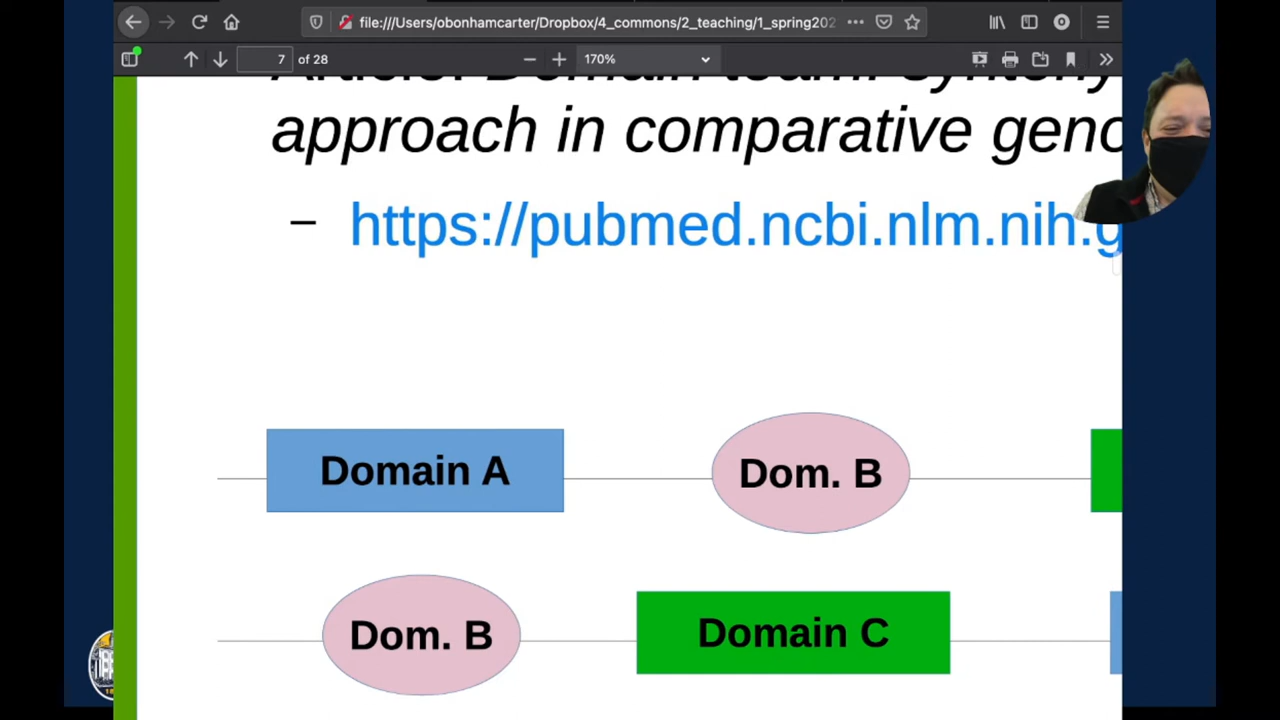 file:///Users/obonhamcarter/Dropbox/4_commons/2_teaching/1_spring202
7 of 28
170%
approach in comparative geno
– https://pubmed.ncbi.nlm.nih.g
Domain A
Dom. B
Dom. B
Domain C